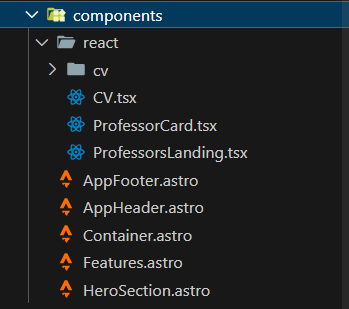 components
react
cv
CV.tsx
ProfessorCard.tsx
ProfessorsLanding.tsx
AppFooter.astro
AppHeader.astro
Container.astro
Features.astro
HeroSection.astro